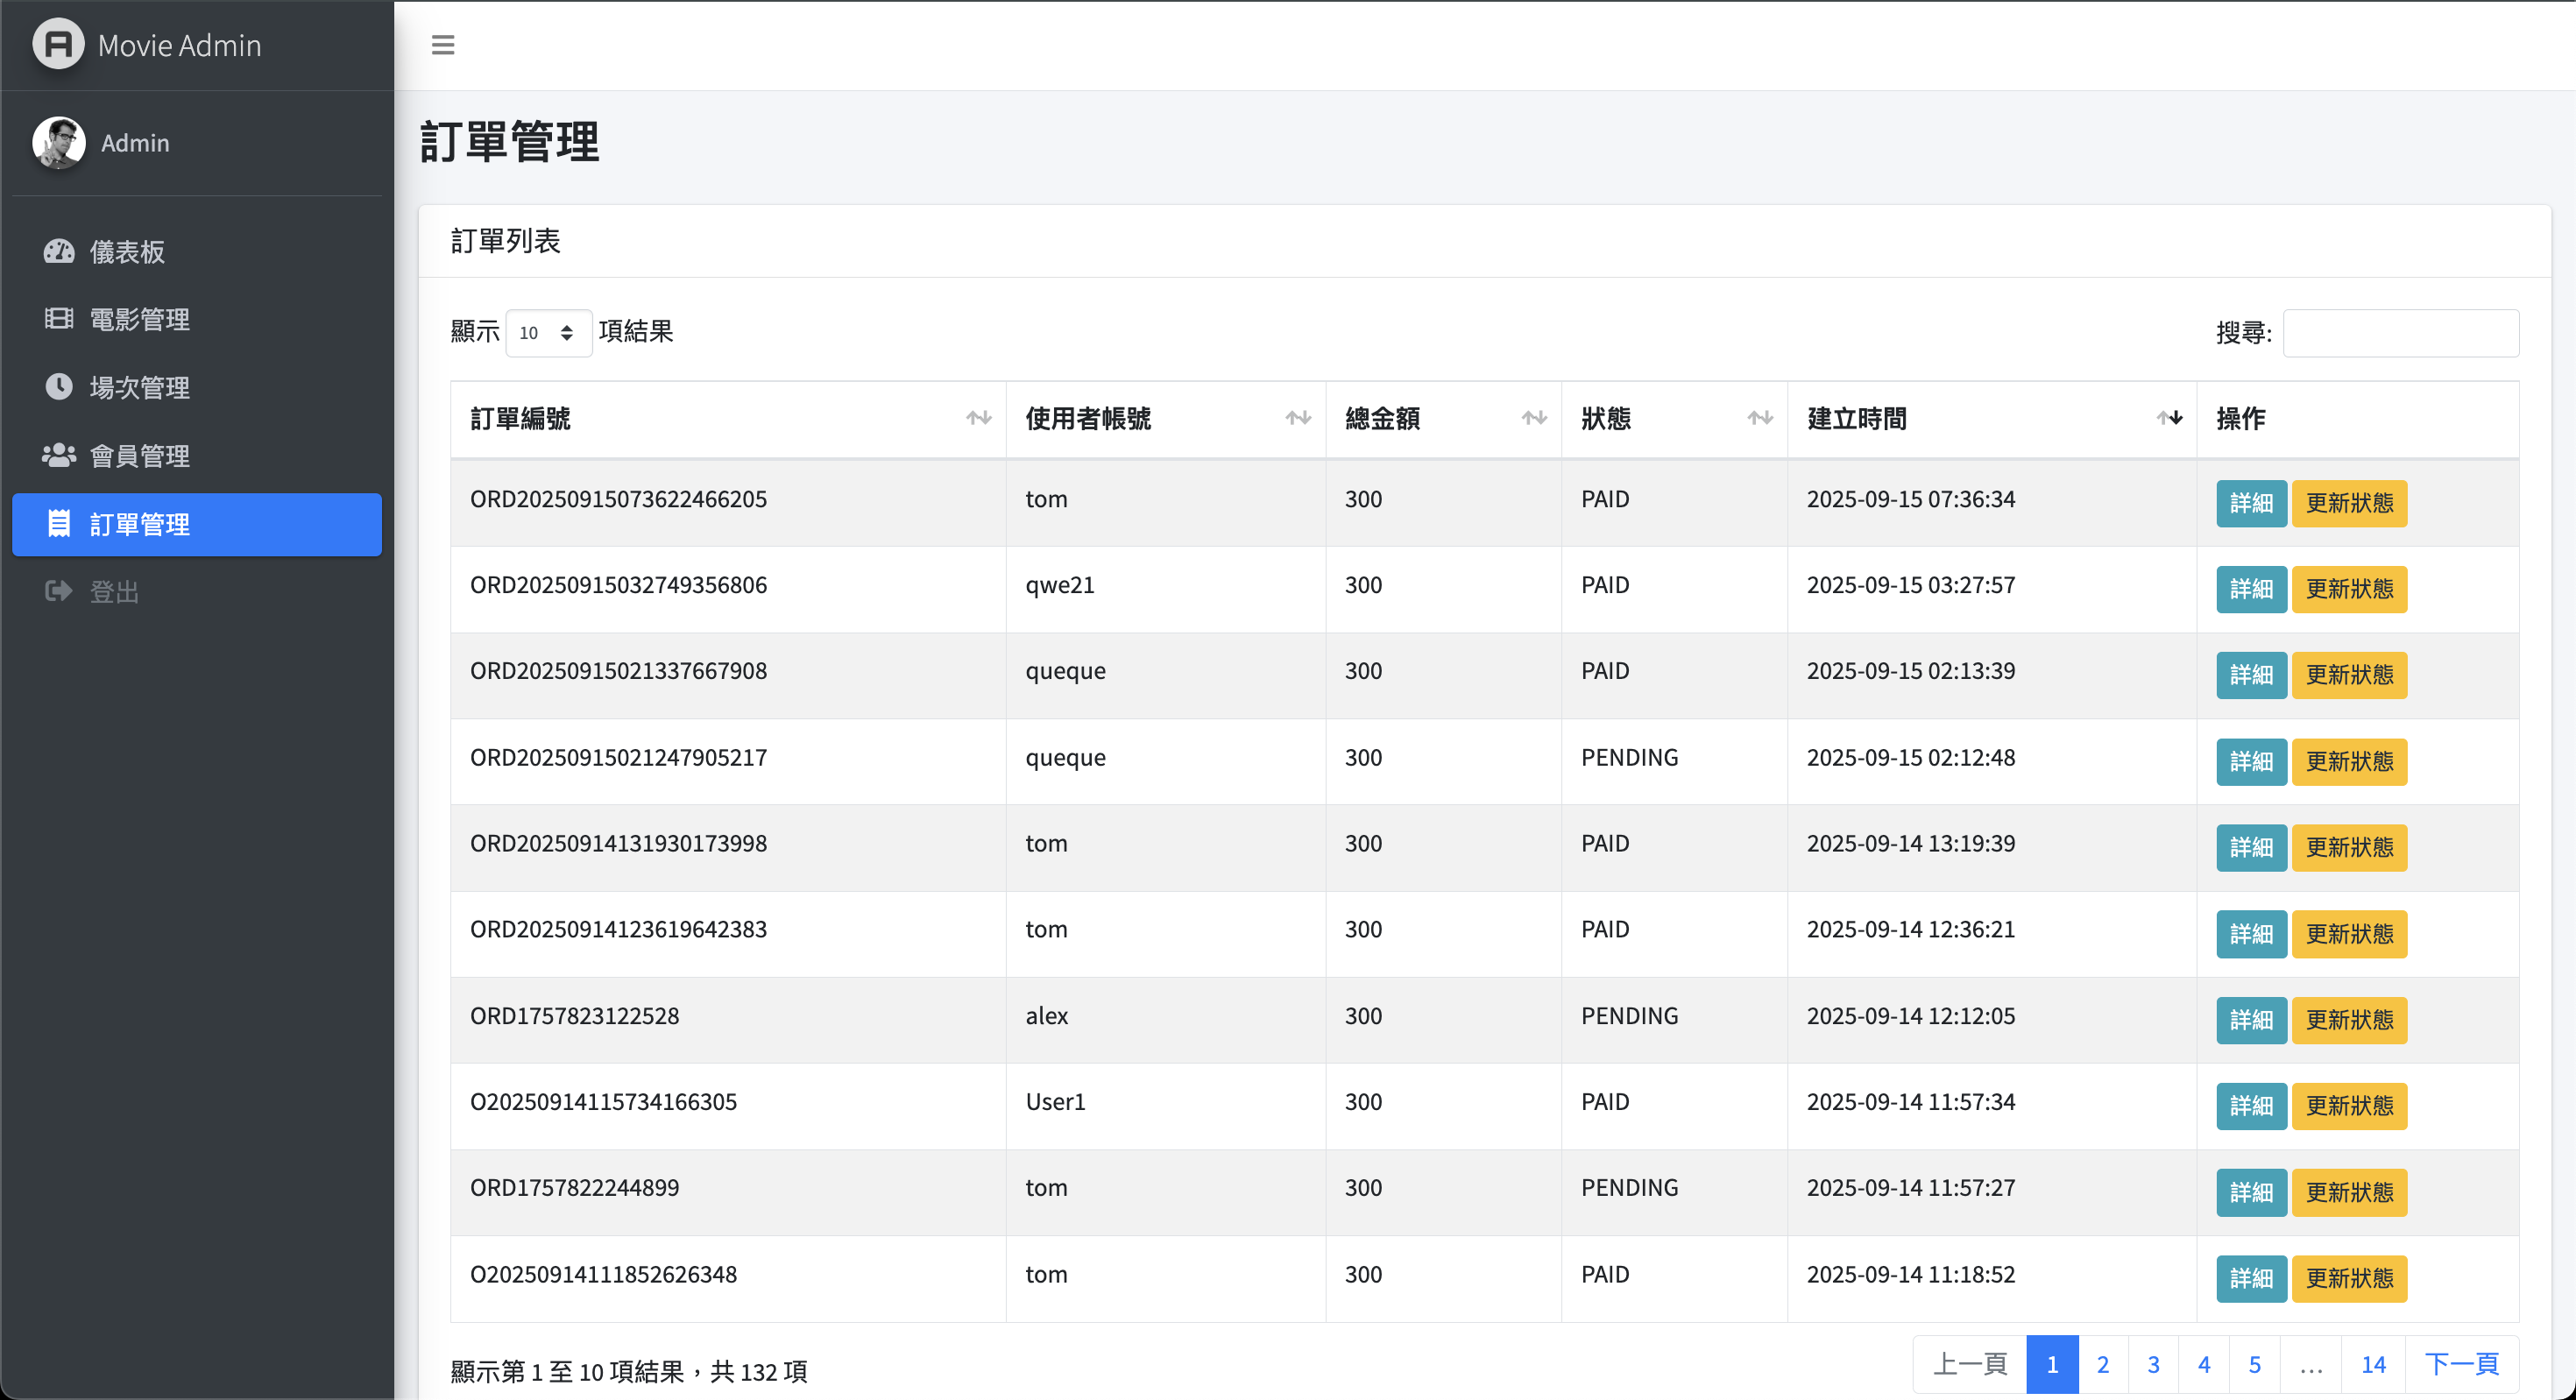 Movie Admin
Admin
儀表板
電影管理
場次管理
會員管理
訂單管理
登出
訂單管理
訂單列表
顯示 10 項結果
搜尋:
訂單編號 使用者帳號 總金額 狀態 建立時間 操作
ORD20250915073622466205 tom 300 PAID 2025-09-15 07:36:34 詳細 更新狀態
ORD20250915032749356806 qwe21 300 PAID 2025-09-15 03:27:57 詳細 更新狀態
ORD20250915021337667908 queque 300 PAID 2025-09-15 02:13:39 詳細 更新狀態
ORD20250915021247905217 queque 300 PENDING 2025-09-15 02:12:48 詳細 更新狀態
ORD20250914131930173998 tom 300 PAID 2025-09-14 13:19:39 詳細 更新狀態
ORD20250914123619642383 tom 300 PAID 2025-09-14 12:36:21 詳細 更新狀態
ORD1757823122528 alex 300 PENDING 2025-09-14 12:12:05 詳細 更新狀態
O20250914115734166305 User1 300 PAID 2025-09-14 11:57:34 詳細 更新狀態
ORD1757822244899 tom 300 PENDING 2025-09-14 11:57:27 詳細 更新狀態
O20250914111852626348 tom 300 PAID 2025-09-14 11:18:52 詳細 更新狀態
顯示第 1 至 10 項結果，共 132 項
上一頁 1 2 3 4 5 … 14 下一頁